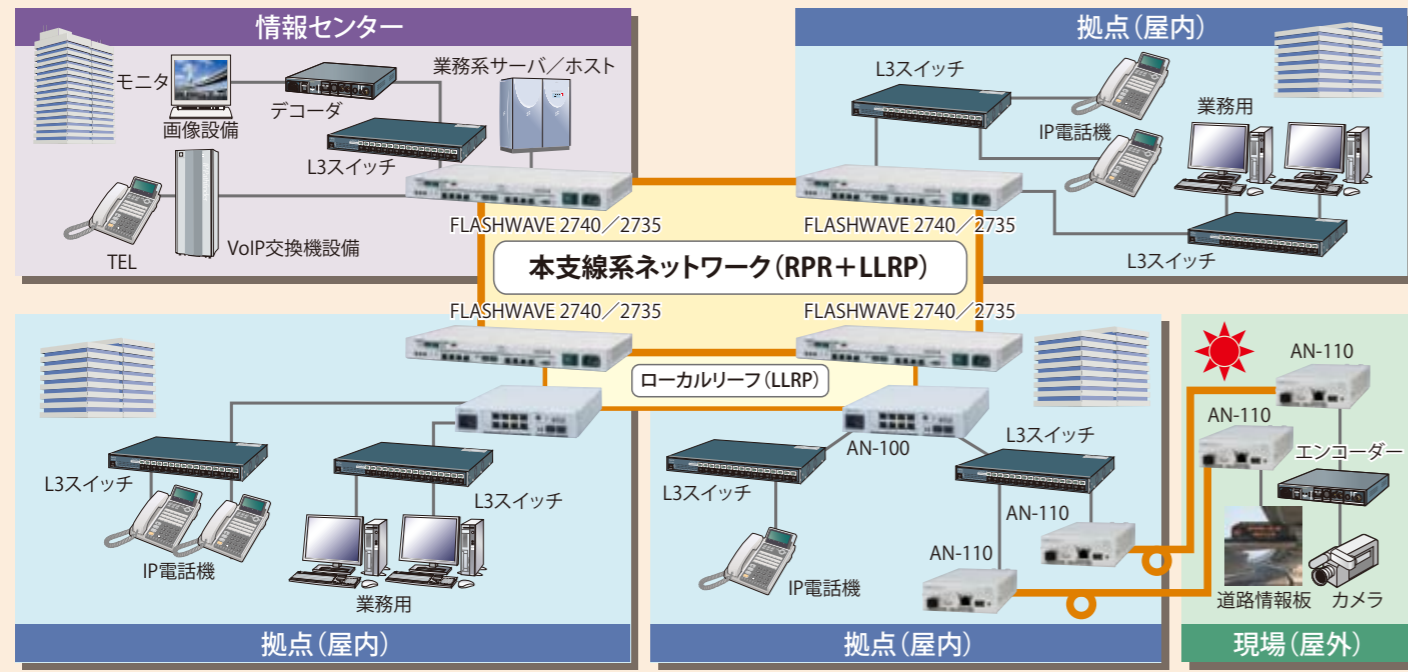 情報センター
モニタ
画像設備
デコーダ
業務系サーバ／ホスト
L3スイッチ
TEL
VoIP交換機設備
FLASHWAVE 2740／2735
拠点（屋内）
L3スイッチ
IP電話機
業務用
FLASHWAVE 2740／2735
L3スイッチ
本支線系ネットワーク（RPR＋LLRP）
FLASHWAVE 2740／2735
FLASHWAVE 2740／2735
ローカルリーフ（LLRP）
L3スイッチ
L3スイッチ
IP電話機
業務用
拠点（屋内）
AN-100
L3スイッチ
L3スイッチ
AN-110
AN-110
IP電話機
拠点（屋内）
AN-110
AN-110
エンコーダー
道路情報板
カメラ
現場（屋外）